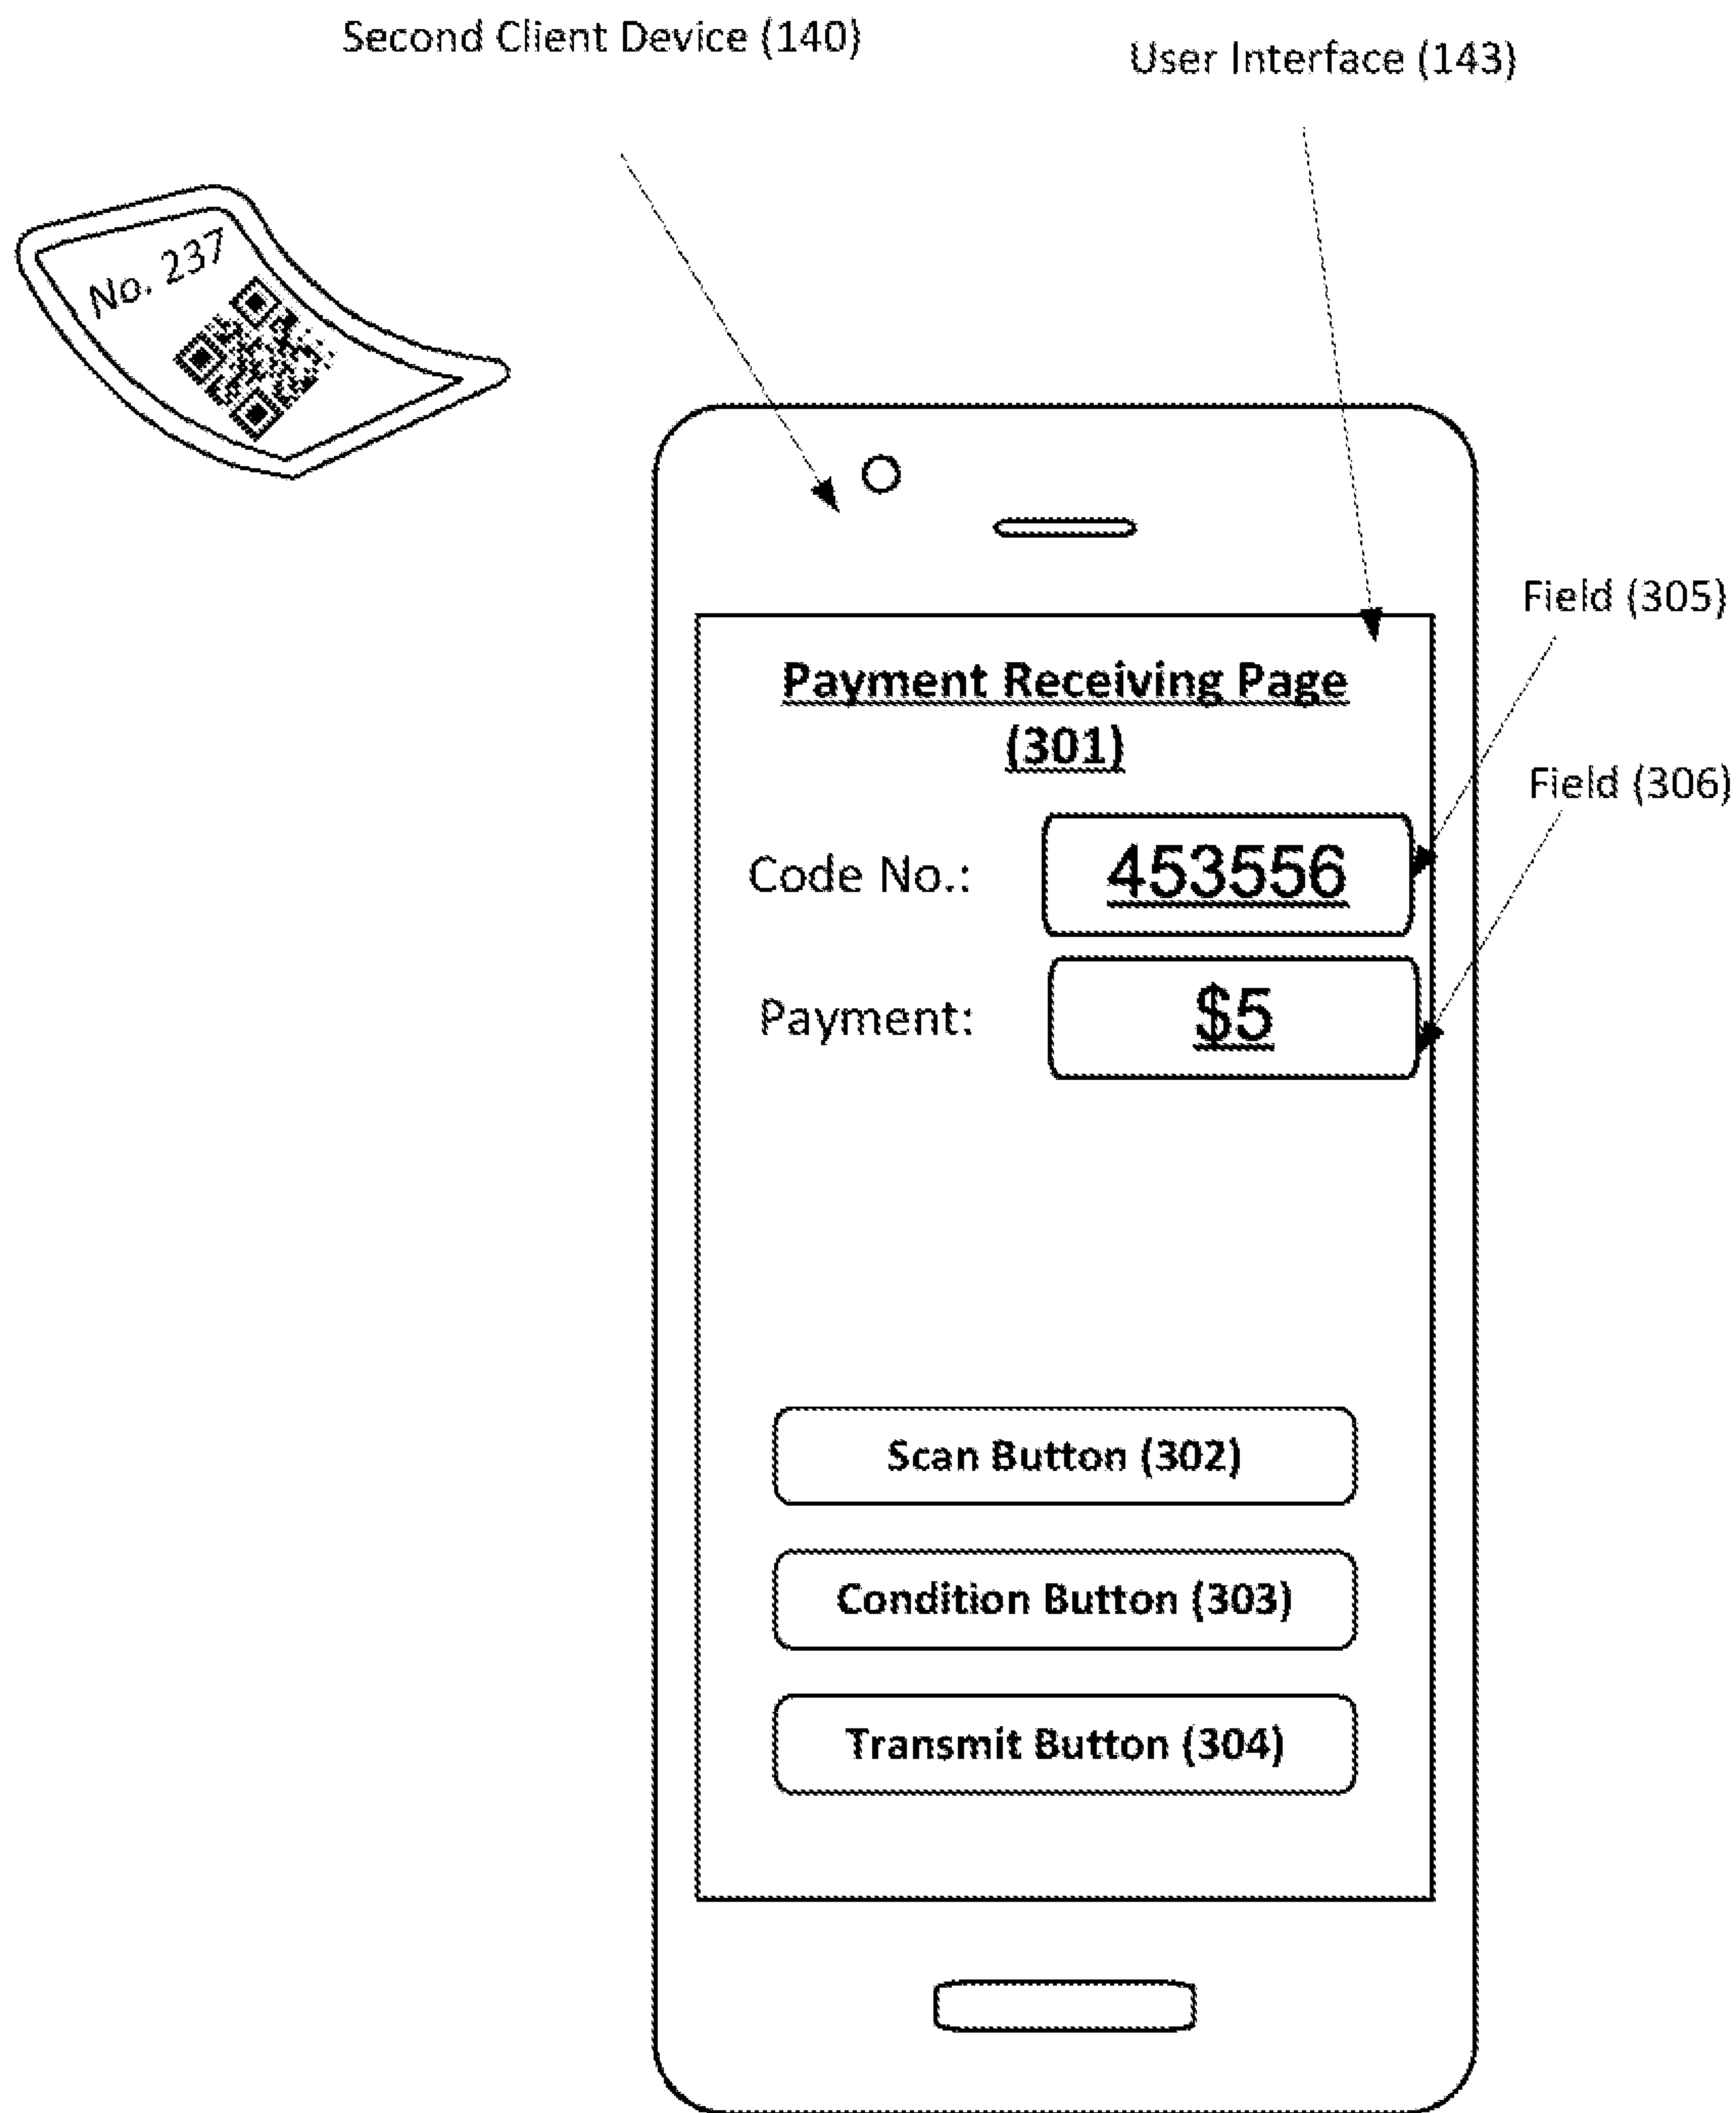 Second Client Device (140)
User Interface (143)
No. 237
Field (305)
Payment Receiving Page
(301)
Field (306)
Code No.: 453556
Payment: $5
Scan Button (302)
Condition Button (303)
Transmit Button (304)